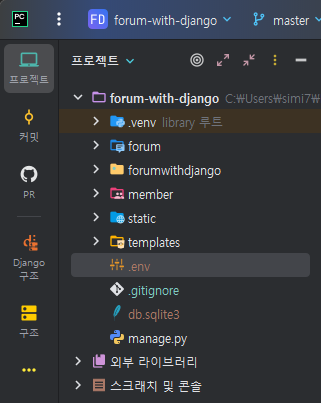 PC
FD forum-with-django master
프로젝트
프로젝트
커밋
PR
Django 구조
구조
forum-with-django C:₩Users₩simi7₩
.venv library 루트
forum
forumwithdjango
member
static
templates
.env
.gitignore
db.sqlite3
manage.py
외부 라이브러리
스크래치 및 콘솔